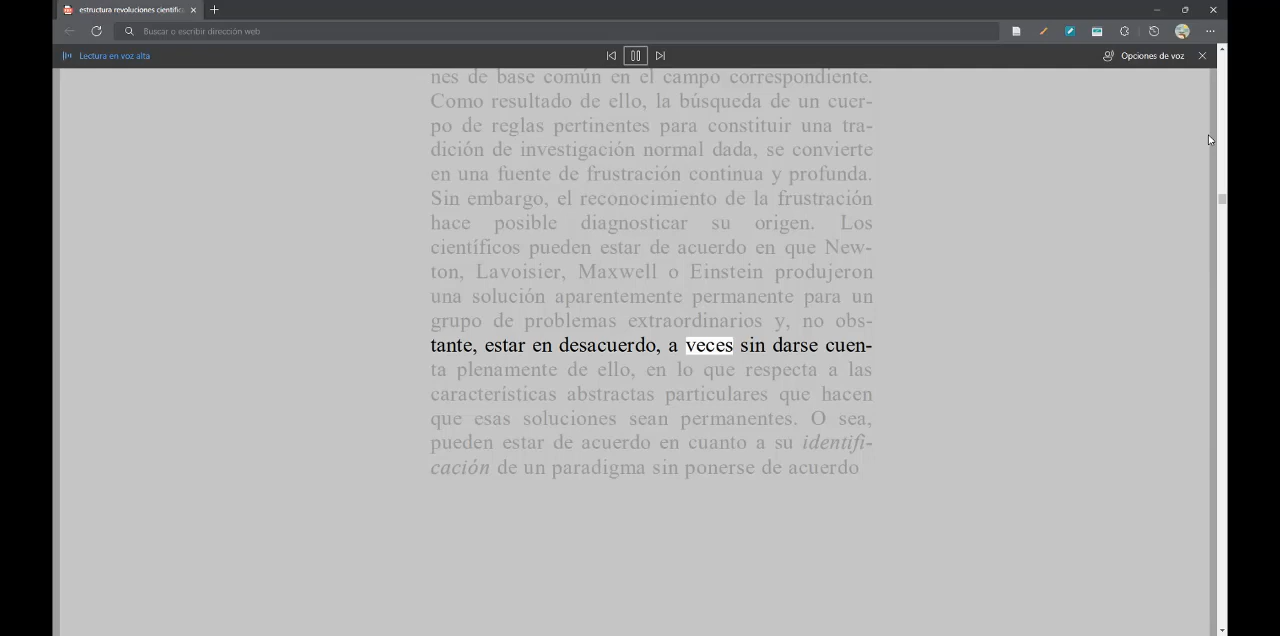 estructura revoluciones científic
Buscar o escribir dirección web
Lectura en voz alta
Opciones de voz
nes de base común en el campo correspondiente.
Como resultado de ello, la búsqueda de un cuer-
po de reglas pertinentes para constituir una tra-
dición de investigación normal dada, se convierte
en una fuente de frustración continua y profunda.
Sin embargo, el reconocimiento de la frustración
hace posible diagnosticar su origen. Los
científicos pueden estar de acuerdo en que New-
ton, Lavoisier, Maxwell o Einstein produjeron
una solución aparentemente permanente para un
grupo de problemas extraordinarios y, no obs-
tante, estar en desacuerdo, a veces sin darse cuen-
ta plenamente de ello, en lo que respecta a las
características abstractas particulares que hacen
que esas soluciones sean permanentes. O sea,
pueden estar de acuerdo en cuanto a su identifi-
cación de un paradigma sin ponerse de acuerdo